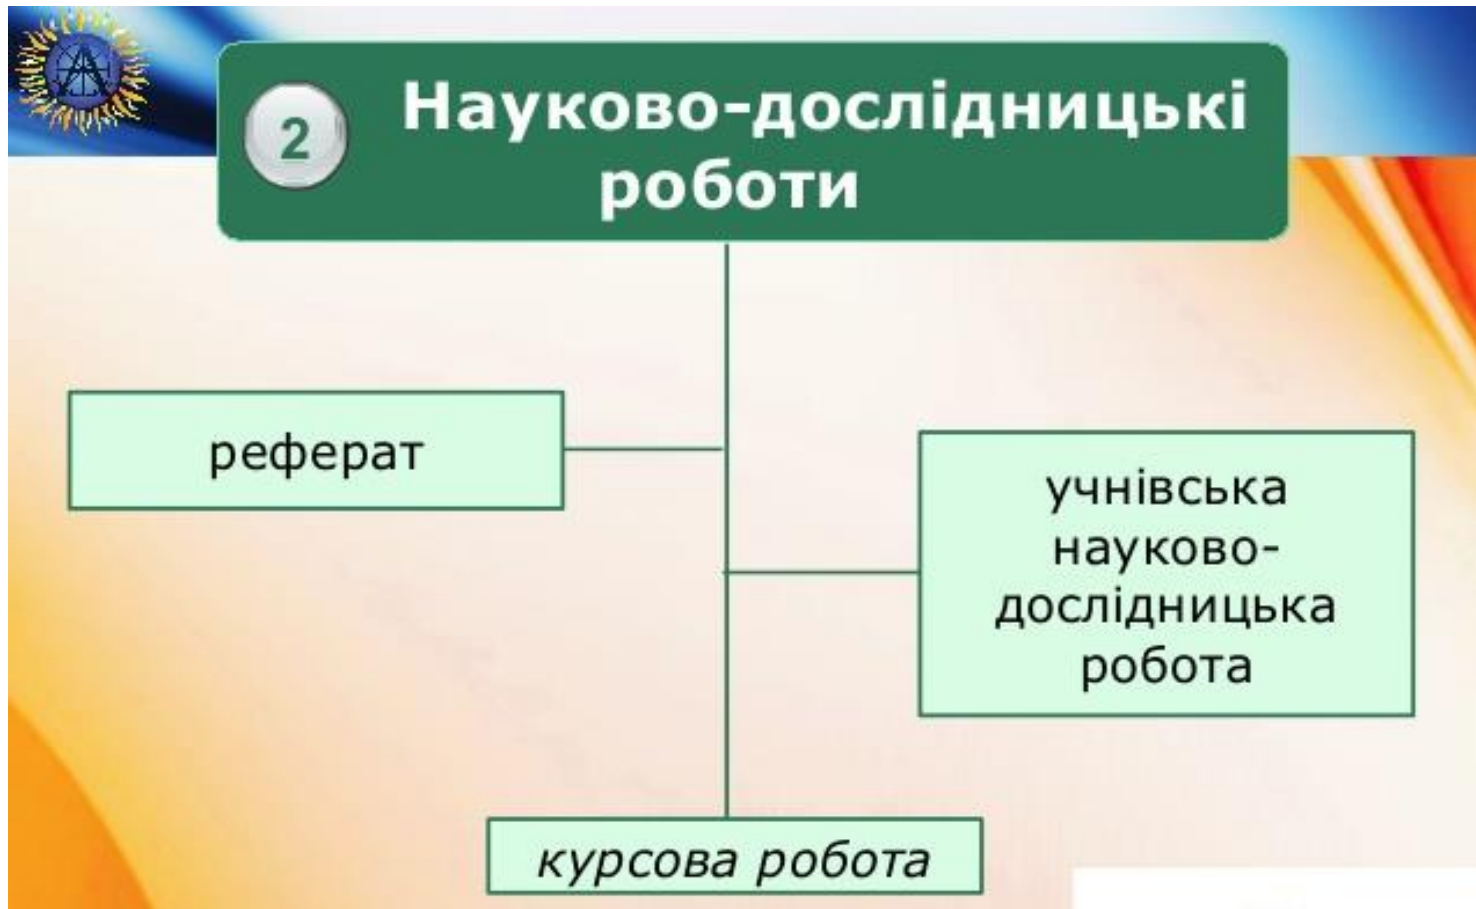 2
Науково-дослідницькі
роботи
реферат
учнівська
науково-
дослідницька
робота
курсова робота